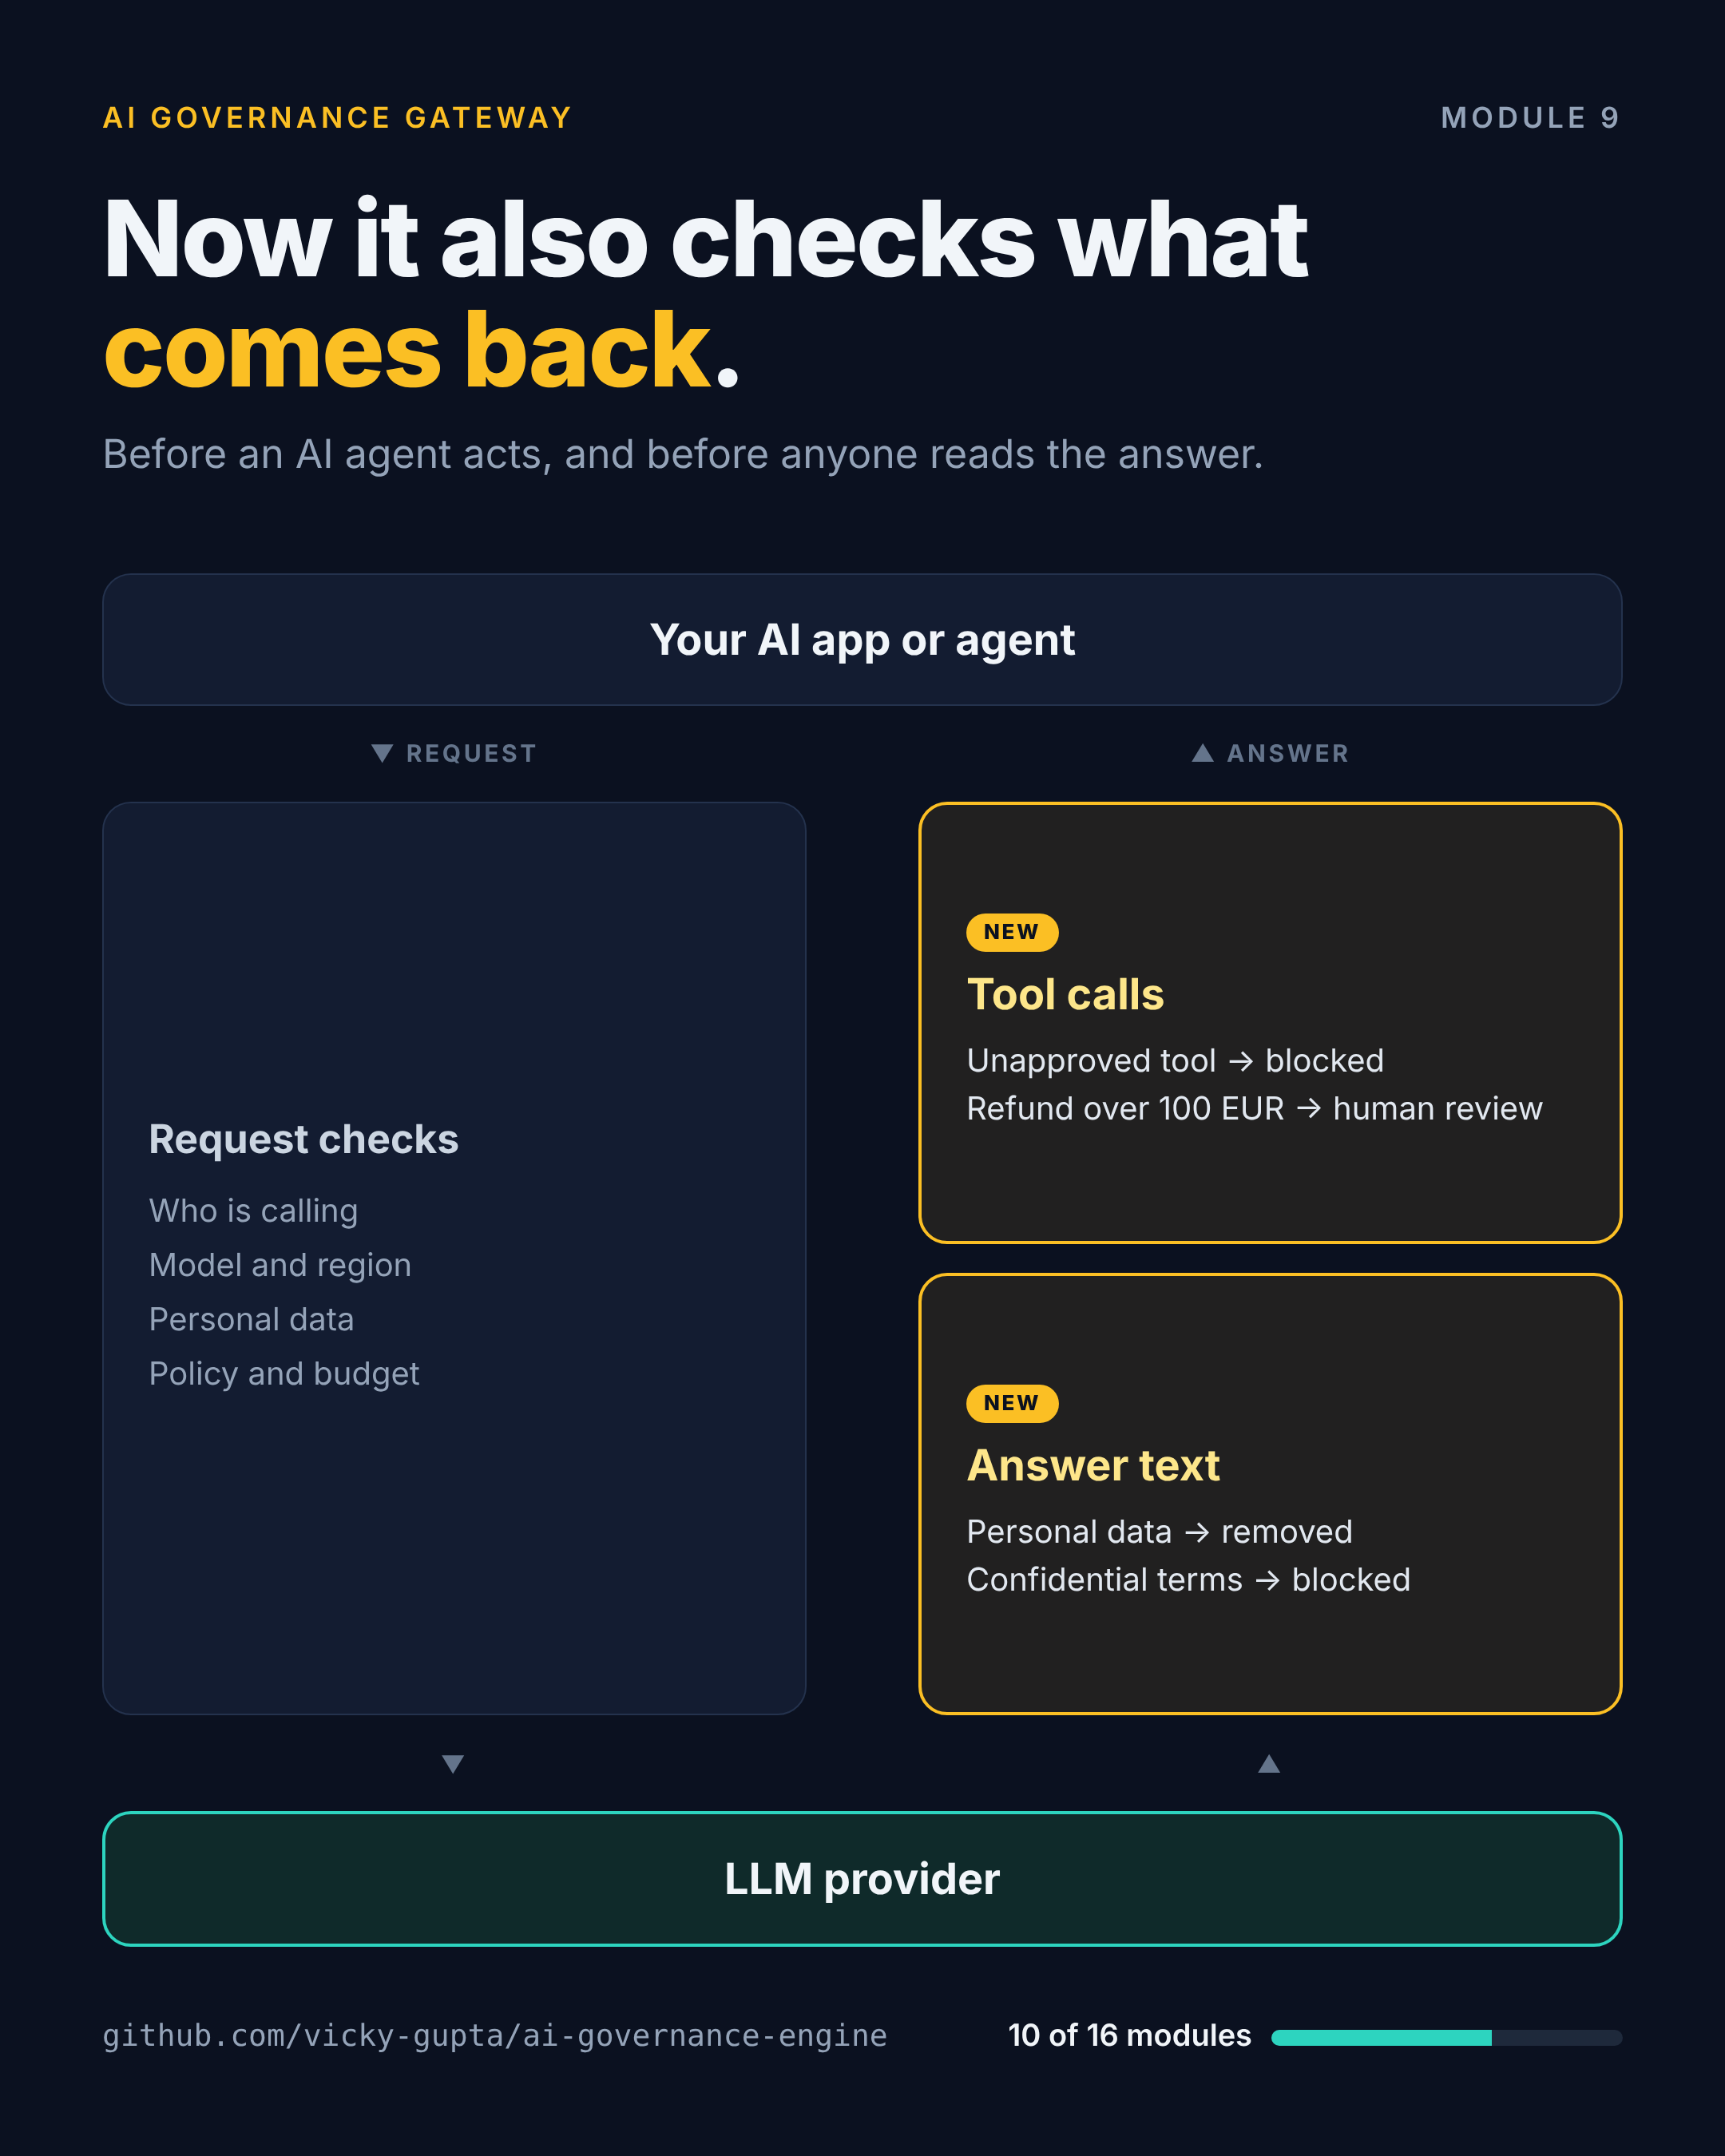 AI GOVERNANCE GATEWAY
MODULE 9
Now it also checks what
comes back.
Before an AI agent acts, and before anyone reads the answer.
Your AI app or agent
▼ REQUEST
▲ ANSWER
Request checks
Who is calling
Model and region
Personal data
Policy and budget
NEW
Tool calls
Unapproved tool → blocked
Refund over 100 EUR → human review
NEW
Answer text
Personal data → removed
Confidential terms → blocked
▼
▲
LLM provider
github.com/vicky-gupta/ai-governance-engine
10 of 16 modules